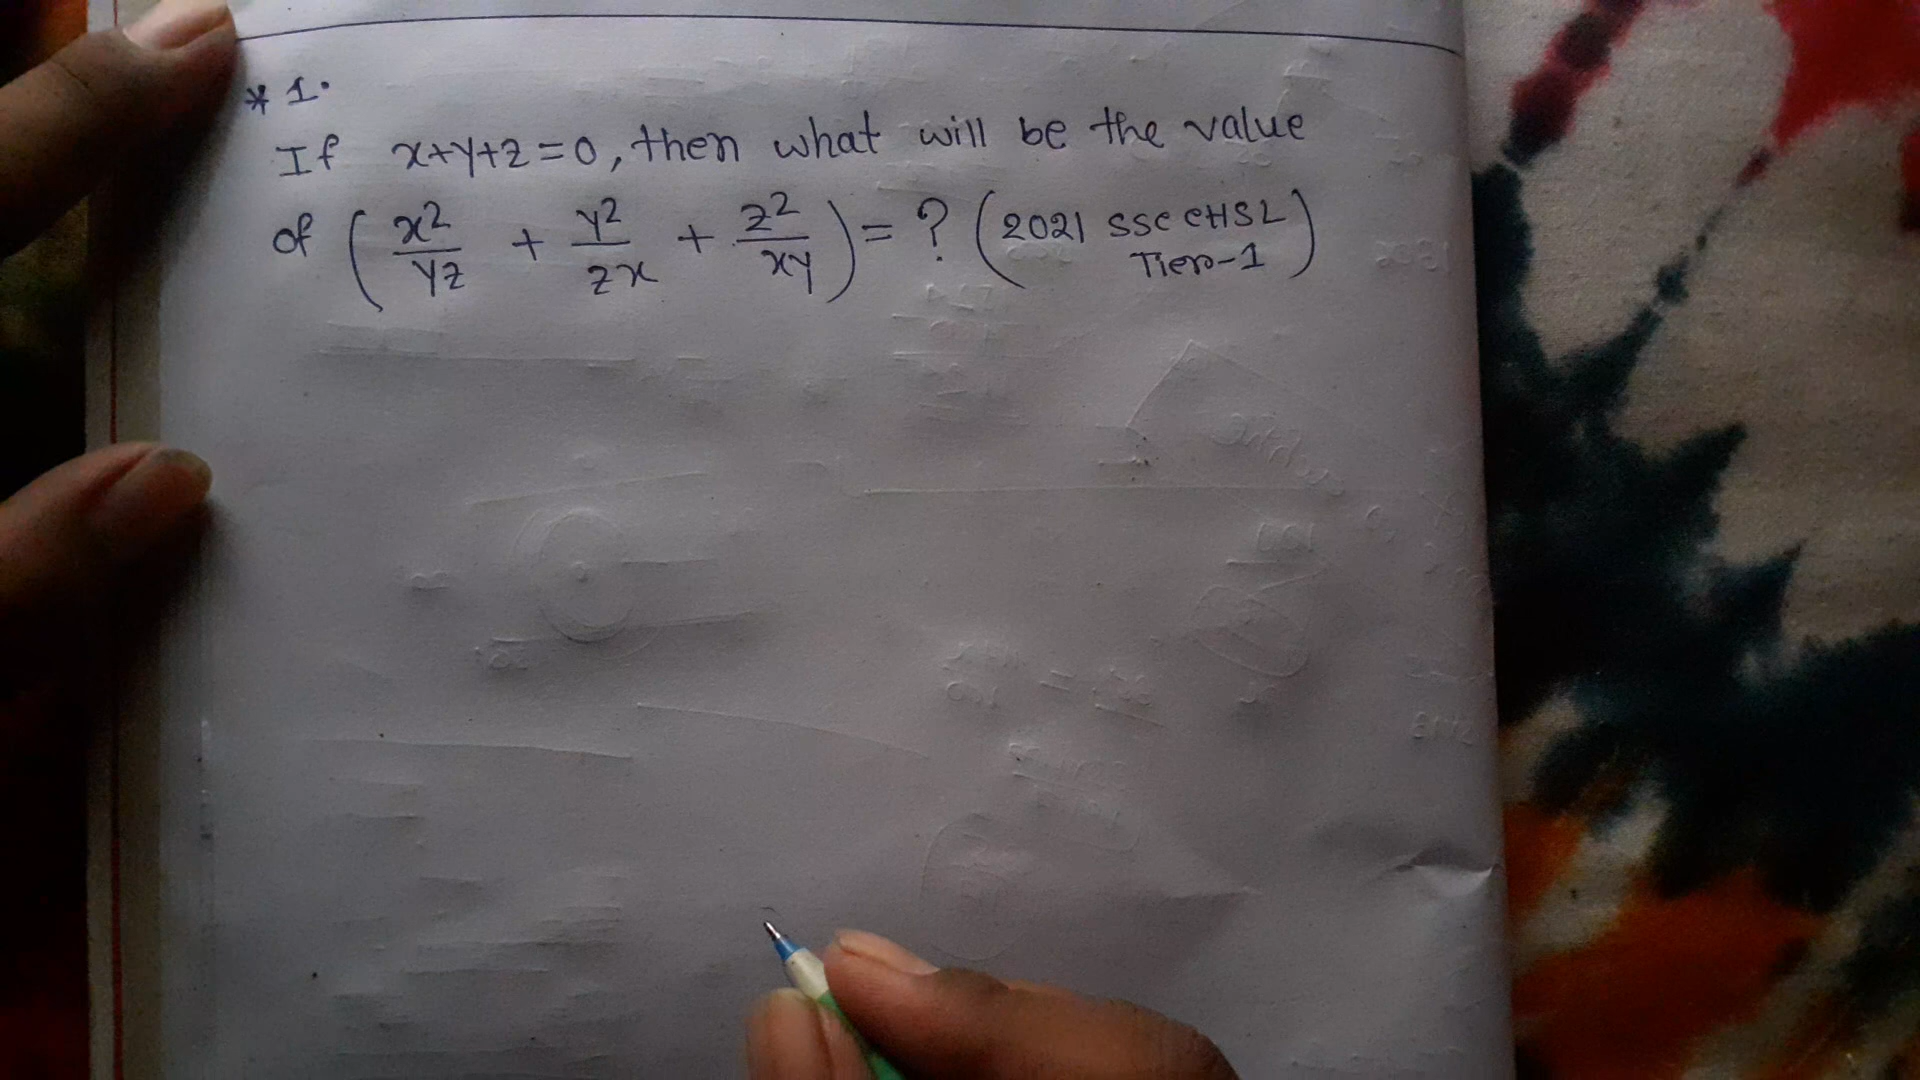 * 1.
If x+y+z=0, then what will be the value
of (x²/yz + y²/zx + z²/xy) = ? (2021 SSC CHSL Tier-1)